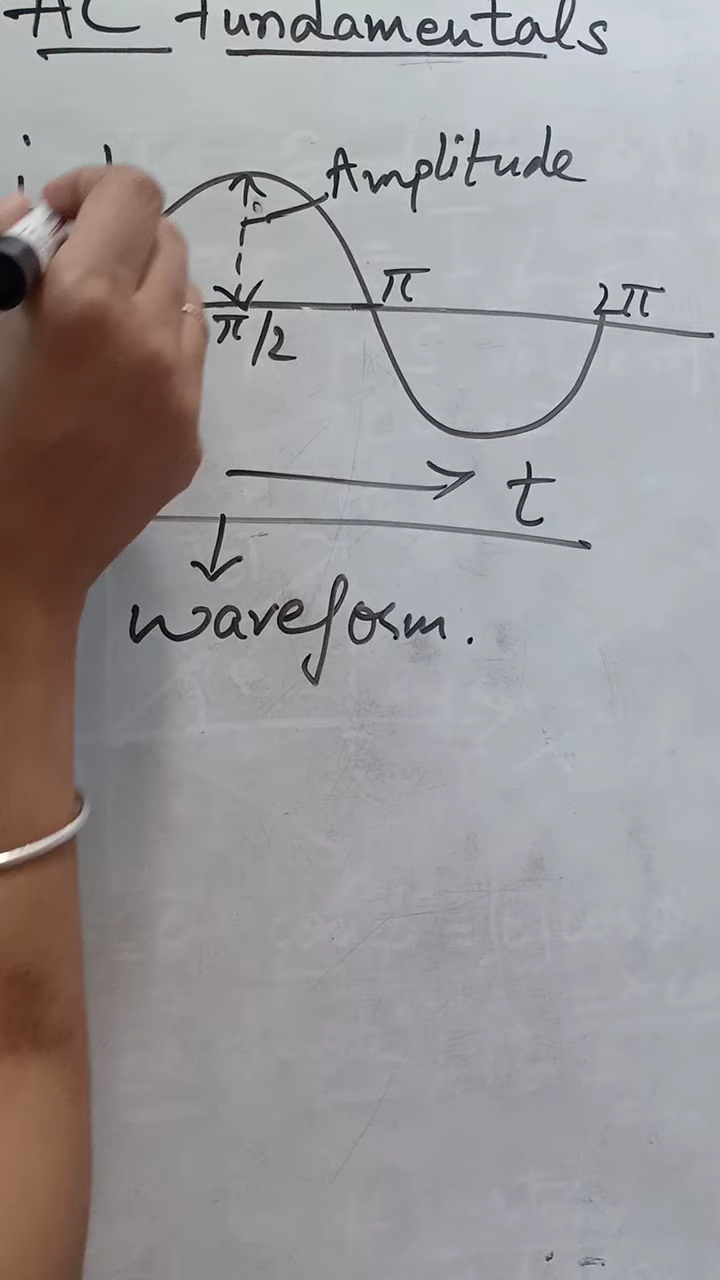 AC fundamentals
i
Amplitude
π
2π
π/2
t
waveform.